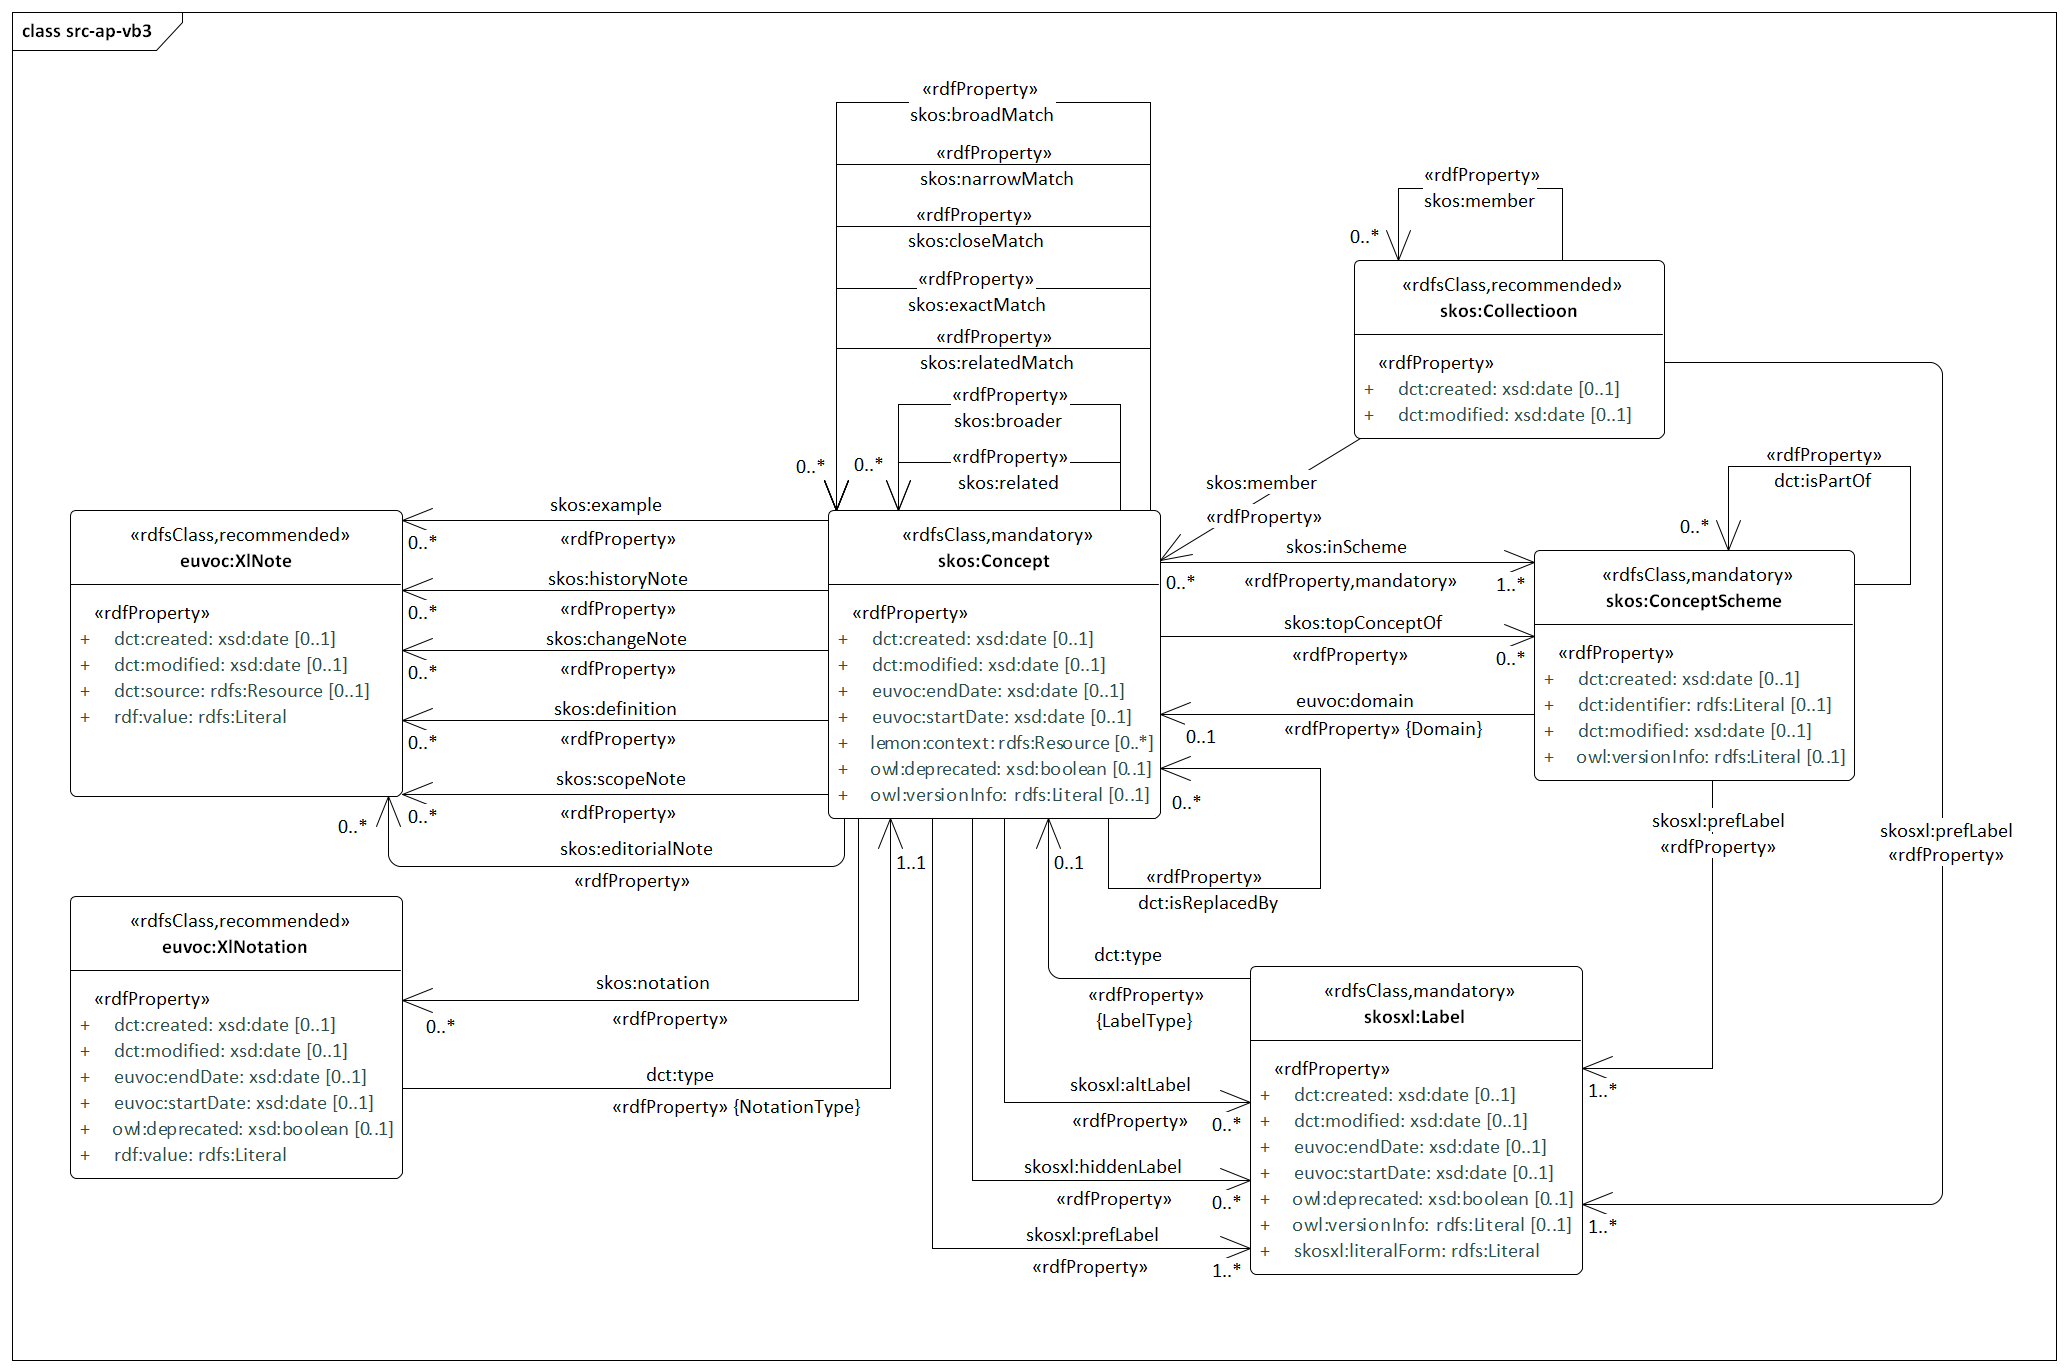 class src-ap-vb3
«rdfProperty»
skos:broadMatch
«rdfProperty»
skos:narrowMatch
«rdfProperty»
skos:closeMatch
«rdfProperty»
skos:exactMatch
«rdfProperty»
skos:relatedMatch
«rdfProperty»
skos:broader
«rdfProperty»
skos:related
0..*
0..*
«rdfProperty»
skos:member
0..*
«rdfsClass,recommended»
skos:Collectioon
«rdfProperty»
+ dct:created: xsd:date [0..1]
+ dct:modified: xsd:date [0..1]
skos:member
«rdfProperty»
0..*
«rdfProperty»
dct:isPartOf
0..*
skos:example
«rdfProperty»
0..*
skos:historyNote
«rdfProperty»
0..*
skos:changeNote
«rdfProperty»
0..*
skos:definition
«rdfProperty»
0..*
skos:scopeNote
«rdfProperty»
0..*
skos:editorialNote
«rdfProperty»
0..*
«rdfsClass,recommended»
euvoc:XlNote
«rdfProperty»
+ dct:created: xsd:date [0..1]
+ dct:modified: xsd:date [0..1]
+ dct:source: rdfs:Resource [0..1]
+ rdf:value: rdfs:Literal
«rdfsClass,mandatory»
skos:Concept
«rdfProperty»
+ dct:created: xsd:date [0..1]
+ dct:modified: xsd:date [0..1]
+ euvoc:endDate: xsd:date [0..1]
+ euvoc:startDate: xsd:date [0..1]
+ lemon:context: rdfs:Resource [0..*]
+ owl:deprecated: xsd:boolean [0..1]
+ owl:versionInfo: rdfs:Literal [0..1]
skos:inScheme
«rdfProperty,mandatory»
1..*
skos:topConceptOf
«rdfProperty»
0..*
euvoc:domain
«rdfProperty» {Domain}
0..1
0..*
«rdfProperty»
dct:isReplacedBy
«rdfsClass,mandatory»
skos:ConceptScheme
«rdfProperty»
+ dct:created: xsd:date [0..1]
+ dct:identifier: rdfs:Literal [0..1]
+ dct:modified: xsd:date [0..1]
+ owl:versionInfo: rdfs:Literal [0..1]
skosxl:prefLabel
«rdfProperty»
1..*
skosxl:prefLabel
«rdfProperty»
1..*
«rdfsClass,recommended»
euvoc:XlNotation
«rdfProperty»
+ dct:created: xsd:date [0..1]
+ dct:modified: xsd:date [0..1]
+ euvoc:endDate: xsd:date [0..1]
+ euvoc:startDate: xsd:date [0..1]
+ owl:deprecated: xsd:boolean [0..1]
+ rdf:value: rdfs:Literal
skos:notation
«rdfProperty»
0..*
dct:type
«rdfProperty» {NotationType}
1..1
0..1
dct:type
«rdfProperty»
{LabelType}
skosxl:altLabel
«rdfProperty»
0..*
skosxl:hiddenLabel
«rdfProperty»
0..*
skosxl:prefLabel
«rdfProperty»
1..*
«rdfsClass,mandatory»
skosxl:Label
«rdfProperty»
+ dct:created: xsd:date [0..1]
+ dct:modified: xsd:date [0..1]
+ euvoc:endDate: xsd:date [0..1]
+ euvoc:startDate: xsd:date [0..1]
+ owl:deprecated: xsd:boolean [0..1]
+ owl:versionInfo: rdfs:Literal [0..1]
+ skosxl:literalForm: rdfs:Literal